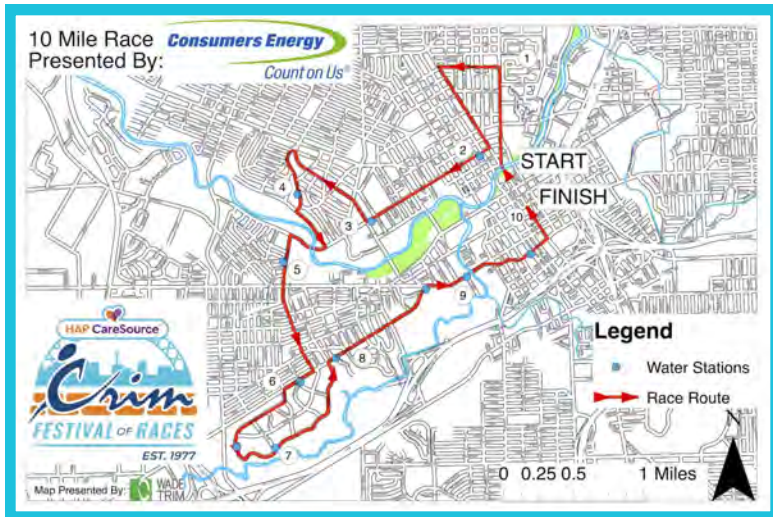 10 Mile Race
Presented By:
Consumers Energy
Count on Us®
1
2
START
4
FINISH
3
10
5
9
HAP CareSource
Legend
8
Water Stations
6
Crim
Race Route
FESTIVAL OF RACES
N
EST. 1977
7
0 0.25 0.5 1 Miles
Map Presented By:
WADE
TRIM